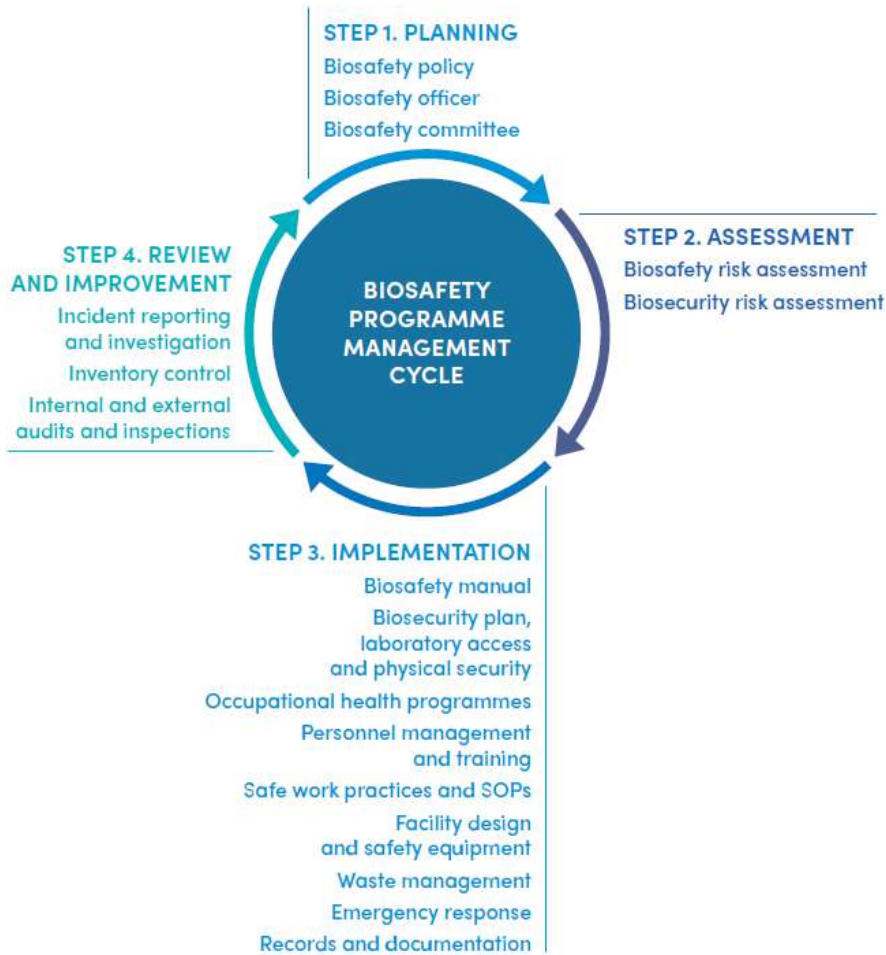 STEP 1. PLANNING
Biosafety policy
Biosafety officer
Biosafety committee
STEP 2. ASSESSMENT
Biosafety risk assessment
Biosecurity risk assessment
BIOSAFETY
PROGRAMME
MANAGEMENT
CYCLE
STEP 3. IMPLEMENTATION
Biosafety manual
Biosecurity plan,
laboratory access
and physical security
Occupational health programmes
Personnel management
and training
Safe work practices and SOPs
Facility design
and safety equipment
Waste management
Emergency response
Records and documentation
STEP 4. REVIEW
AND IMPROVEMENT
Incident reporting
and investigation
Inventory control
Internal and external
audits and inspections